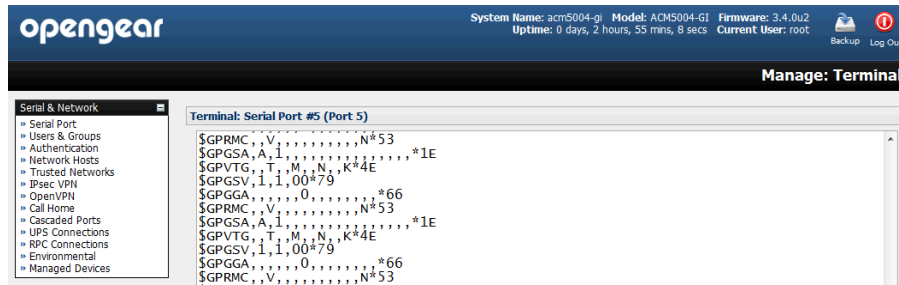 opengear
System Name: acm5004-gi Model: ACM5004-GI Firmware: 3.4.0u2
Uptime: 0 days, 2 hours, 55 mins, 8 secs Current User: root
Backup
Log Ou
Manage: Terminal
Serial & Network
» Serial Port
» Users & Groups
» Authentication
» Network Hosts
» Trusted Networks
» IPsec VPN
» OpenVPN
» Call Home
» Cascaded Ports
» UPS Connections
» RPC Connections
» Environmental
» Managed Devices
Terminal: Serial Port #5 (Port 5)
$GPRMC,,V,,,,,,,,,,N*53
$GPGSA,A,1,,,,,,,,,,,,,,,*1E
$GPVTG,,T,,M,,N,,K*4E
$GPGSV,1,1,00*79
$GPGGA,,,,,,0,,,,,,,,*66
$GPRMC,,V,,,,,,,,,,N*53
$GPGSA,A,1,,,,,,,,,,,,,,,*1E
$GPVTG,,T,,M,,N,,K*4E
$GPGSV,1,1,00*79
$GPGGA,,,,,,0,,,,,,,,*66
$GPRMC,,V,,,,,,,,,,N*53